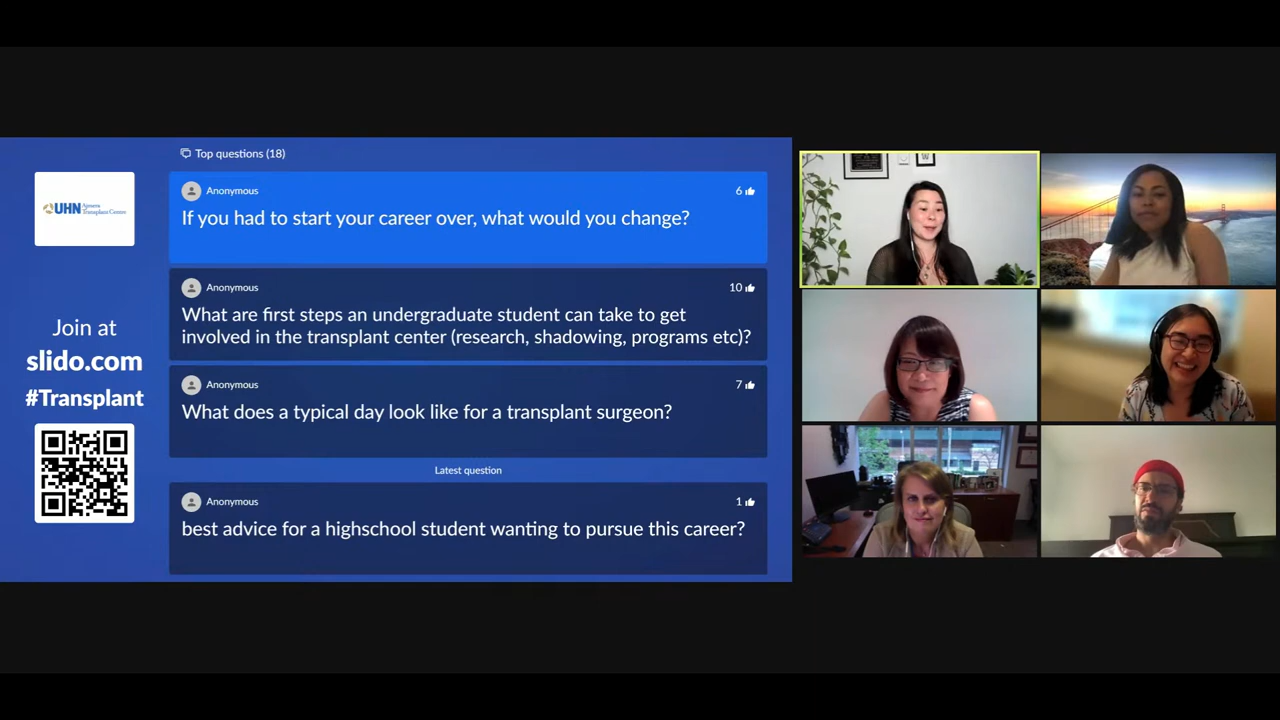 Top questions (18)
UHN Ajmera
Transplant Centre
Join at
slido.com
#Transplant
Anonymous
6
If you had to start your career over, what would you change?
Anonymous
10
What are first steps an undergraduate student can take to get
involved in the transplant center (research, shadowing, programs etc)?
Anonymous
7
What does a typical day look like for a transplant surgeon?
Latest question
Anonymous
1
best advice for a highschool student wanting to pursue this career?